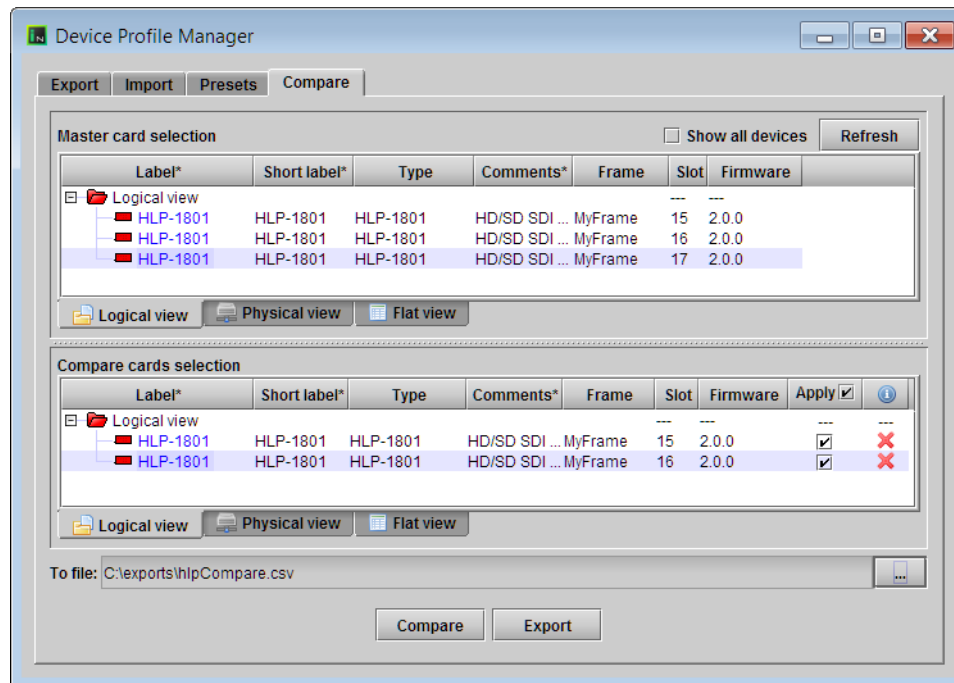 iN Device Profile Manager
Export Import Presets Compare
Master card selection Show all devices Refresh
Label* Short label* Type Comments* Frame Slot Firmware
Logical view --- ---
HLP-1801 HLP-1801 HLP-1801 HD/SD SDI ... MyFrame 15 2.0.0
HLP-1801 HLP-1801 HLP-1801 HD/SD SDI ... MyFrame 16 2.0.0
HLP-1801 HLP-1801 HLP-1801 HD/SD SDI ... MyFrame 17 2.0.0
Logical view Physical view Flat view
Compare cards selection
Label* Short label* Type Comments* Frame Slot Firmware Apply
Logical view --- --- --- ---
HLP-1801 HLP-1801 HLP-1801 HD/SD SDI ... MyFrame 15 2.0.0
HLP-1801 HLP-1801 HLP-1801 HD/SD SDI ... MyFrame 16 2.0.0
Logical view Physical view Flat view
To file: C:\exports\hlpCompare.csv ...
Compare Export